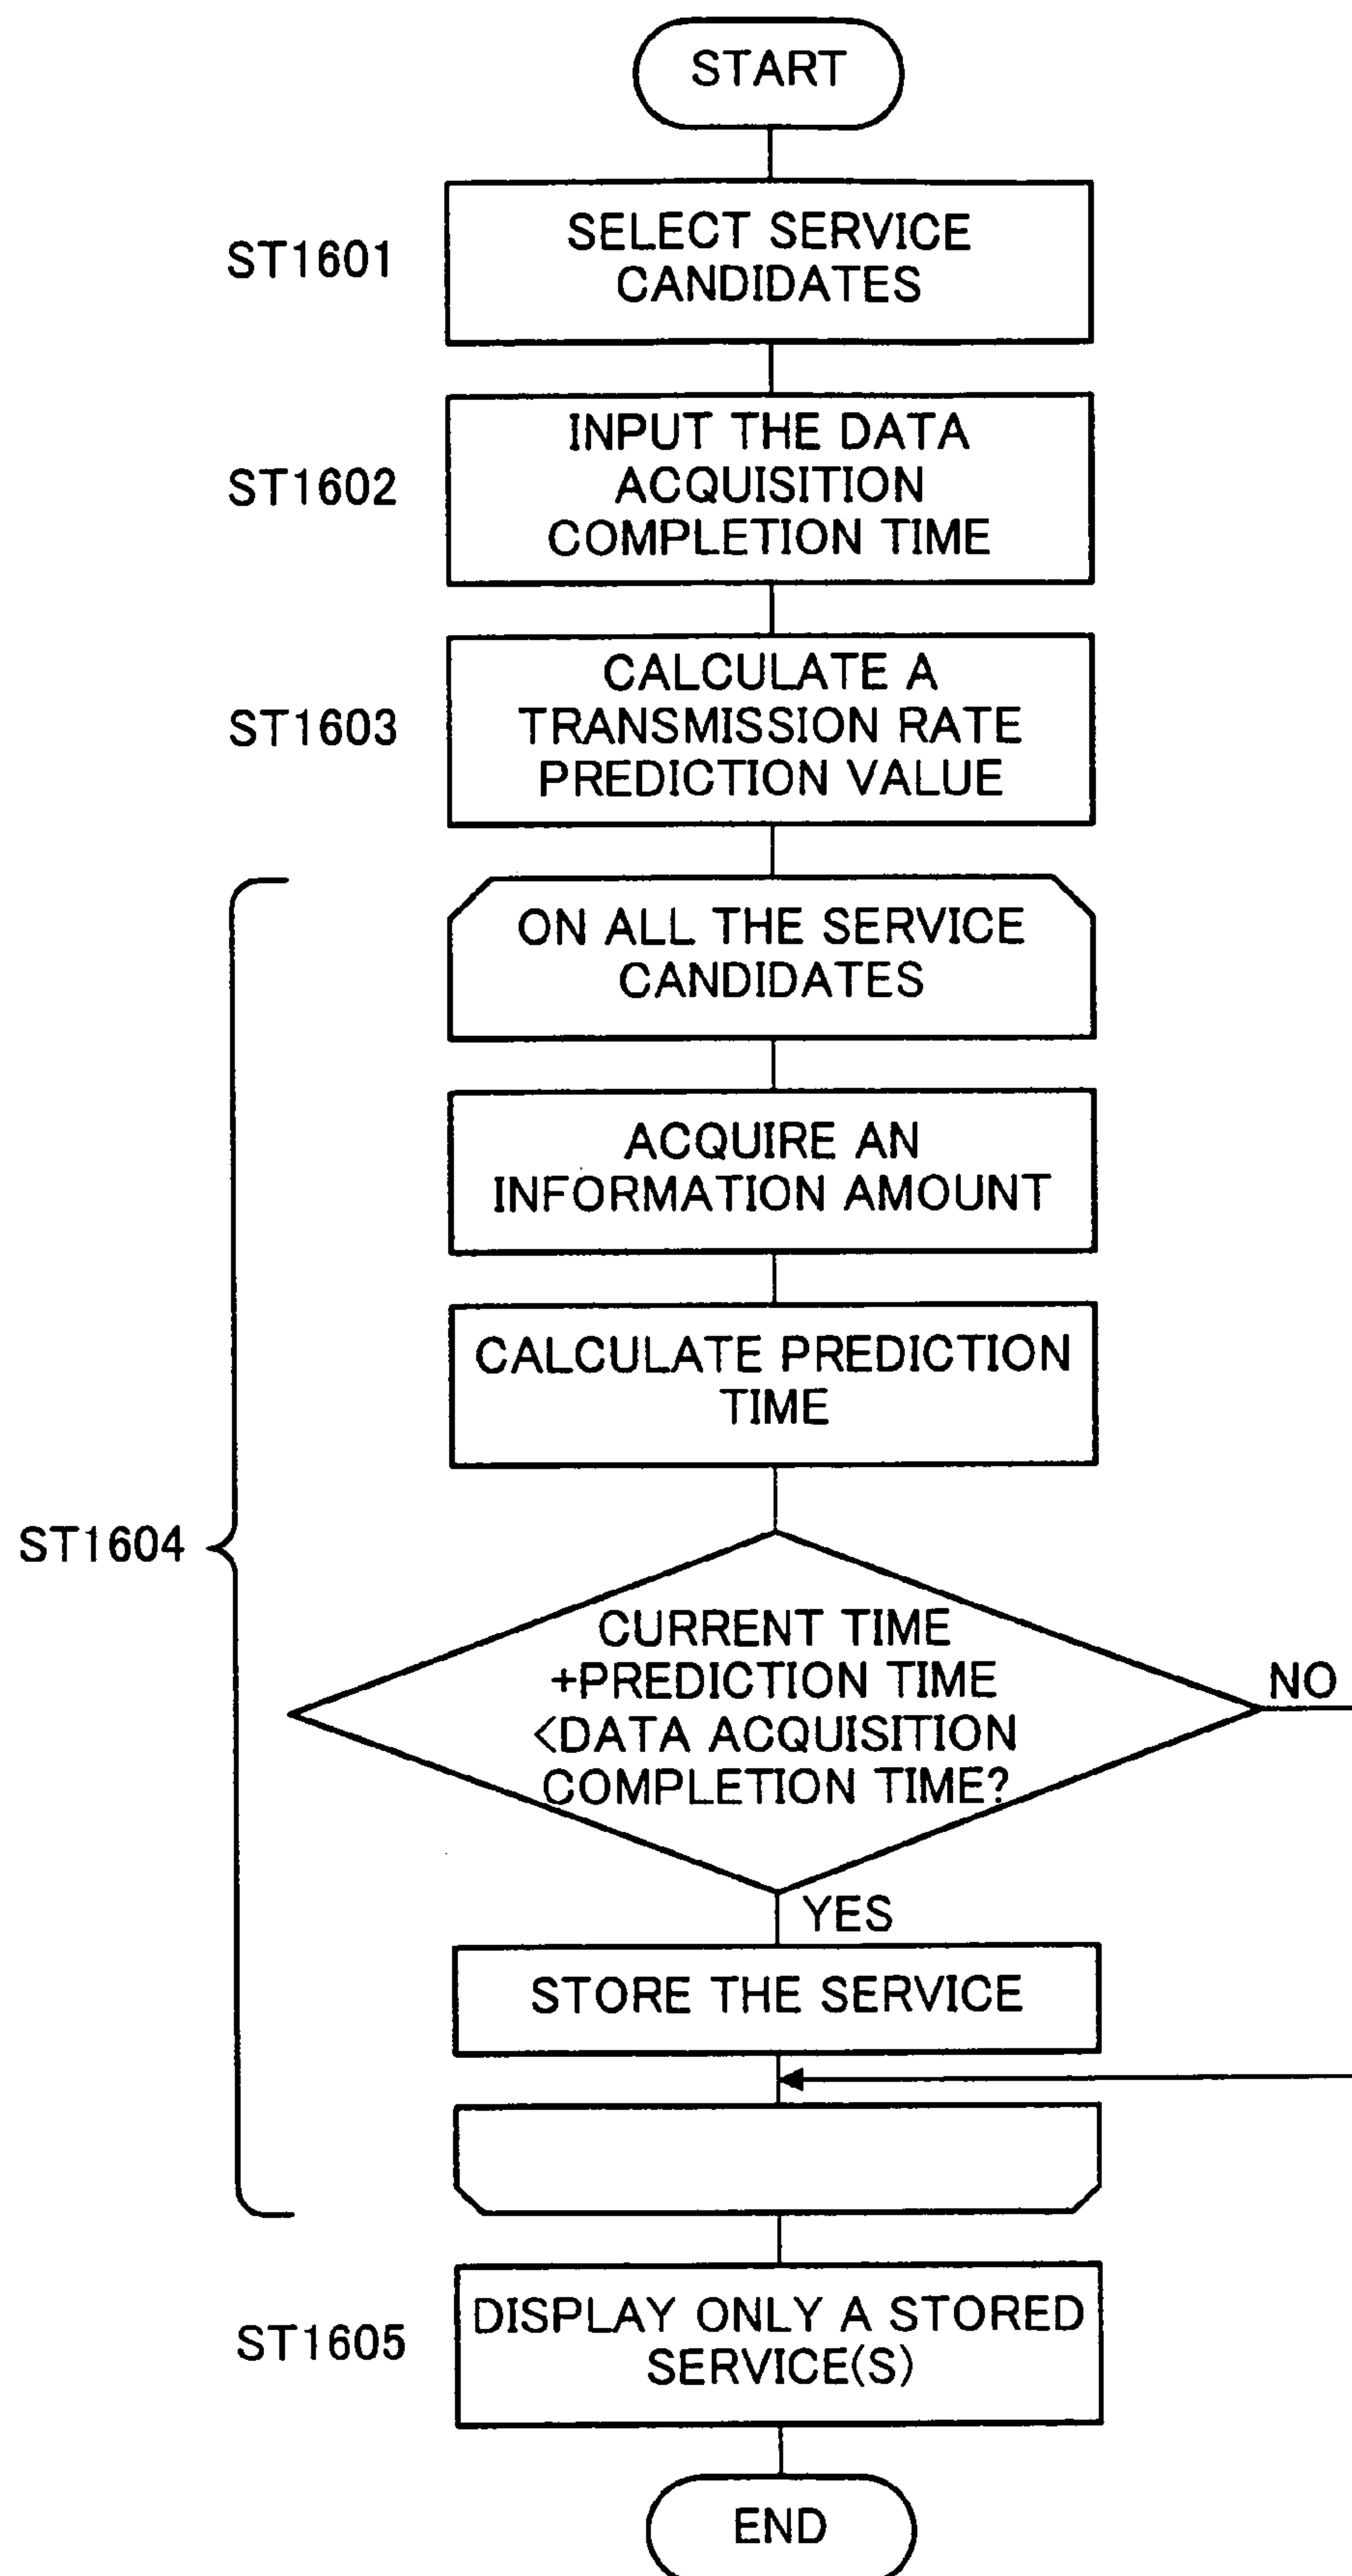 START
ST1601
SELECT SERVICE
CANDIDATES
ST1602
INPUT THE DATA
ACQUISITION
COMPLETION TIME
ST1603
CALCULATE A
TRANSMISSION RATE
PREDICTION VALUE
ON ALL THE SERVICE
CANDIDATES
ACQUIRE AN
INFORMATION AMOUNT
CALCULATE PREDICTION
TIME
ST1604
CURRENT TIME
+PREDICTION TIME
<DATA ACQUISITION
COMPLETION TIME?
NO
YES
STORE THE SERVICE
ST1605
DISPLAY ONLY A STORED
SERVICE(S)
END